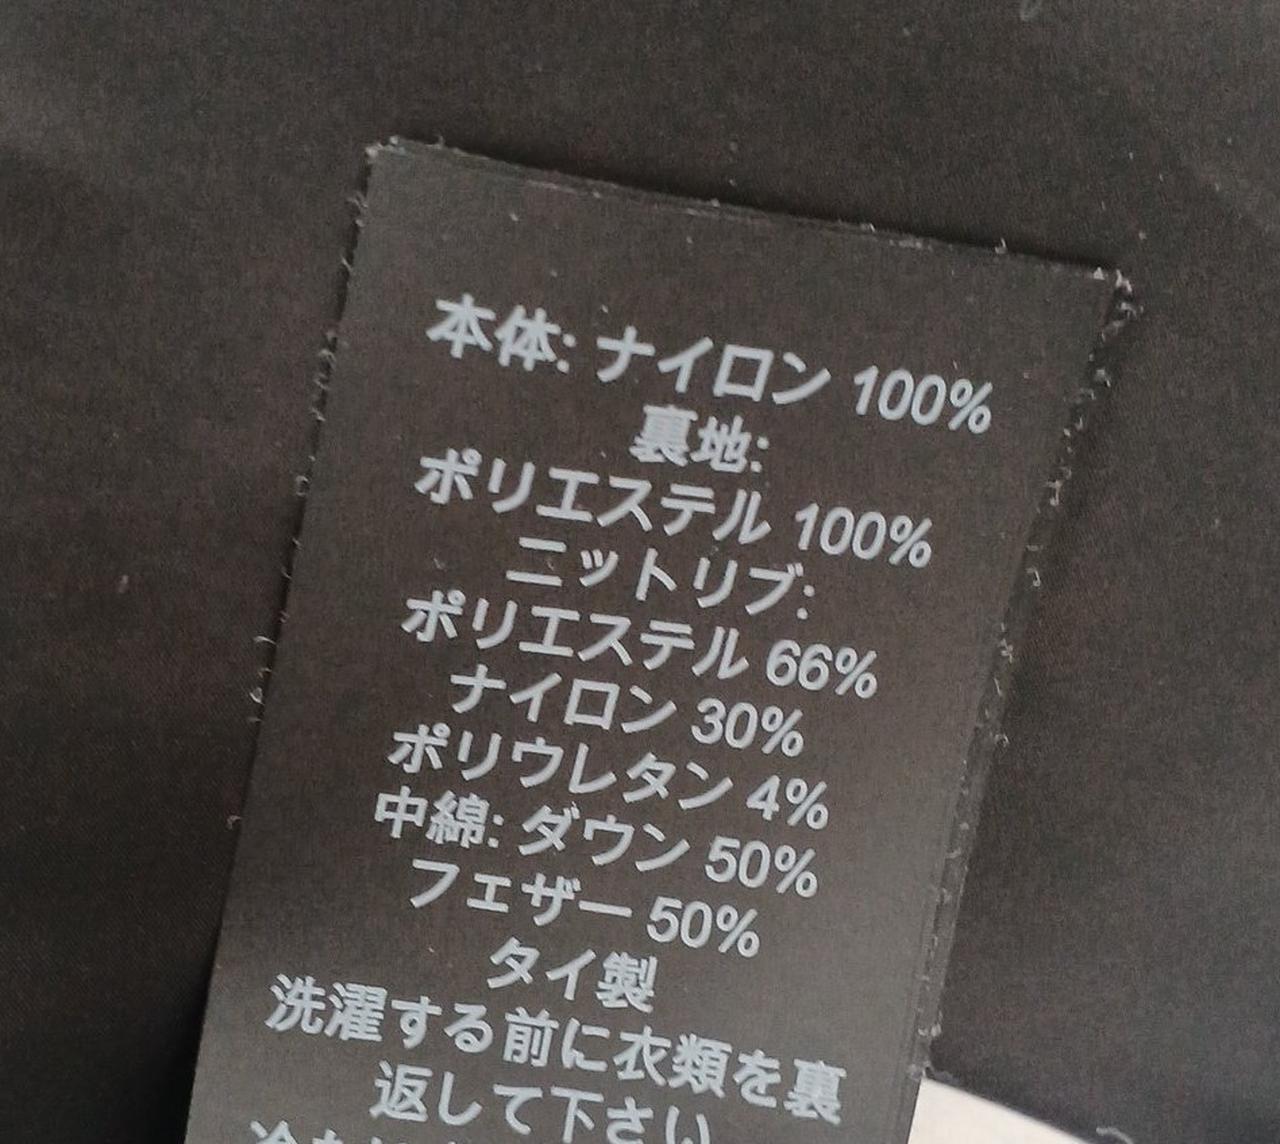 本体: ナイロン 100%
裏地:
ポリエステル 100%
ニットリブ:
ポリエステル 66%
ナイロン 30%
ポリウレタン 4%
中綿: ダウン 50%
フェザー 50%
タイ製
洗濯する前に衣類を裏
返して下さい